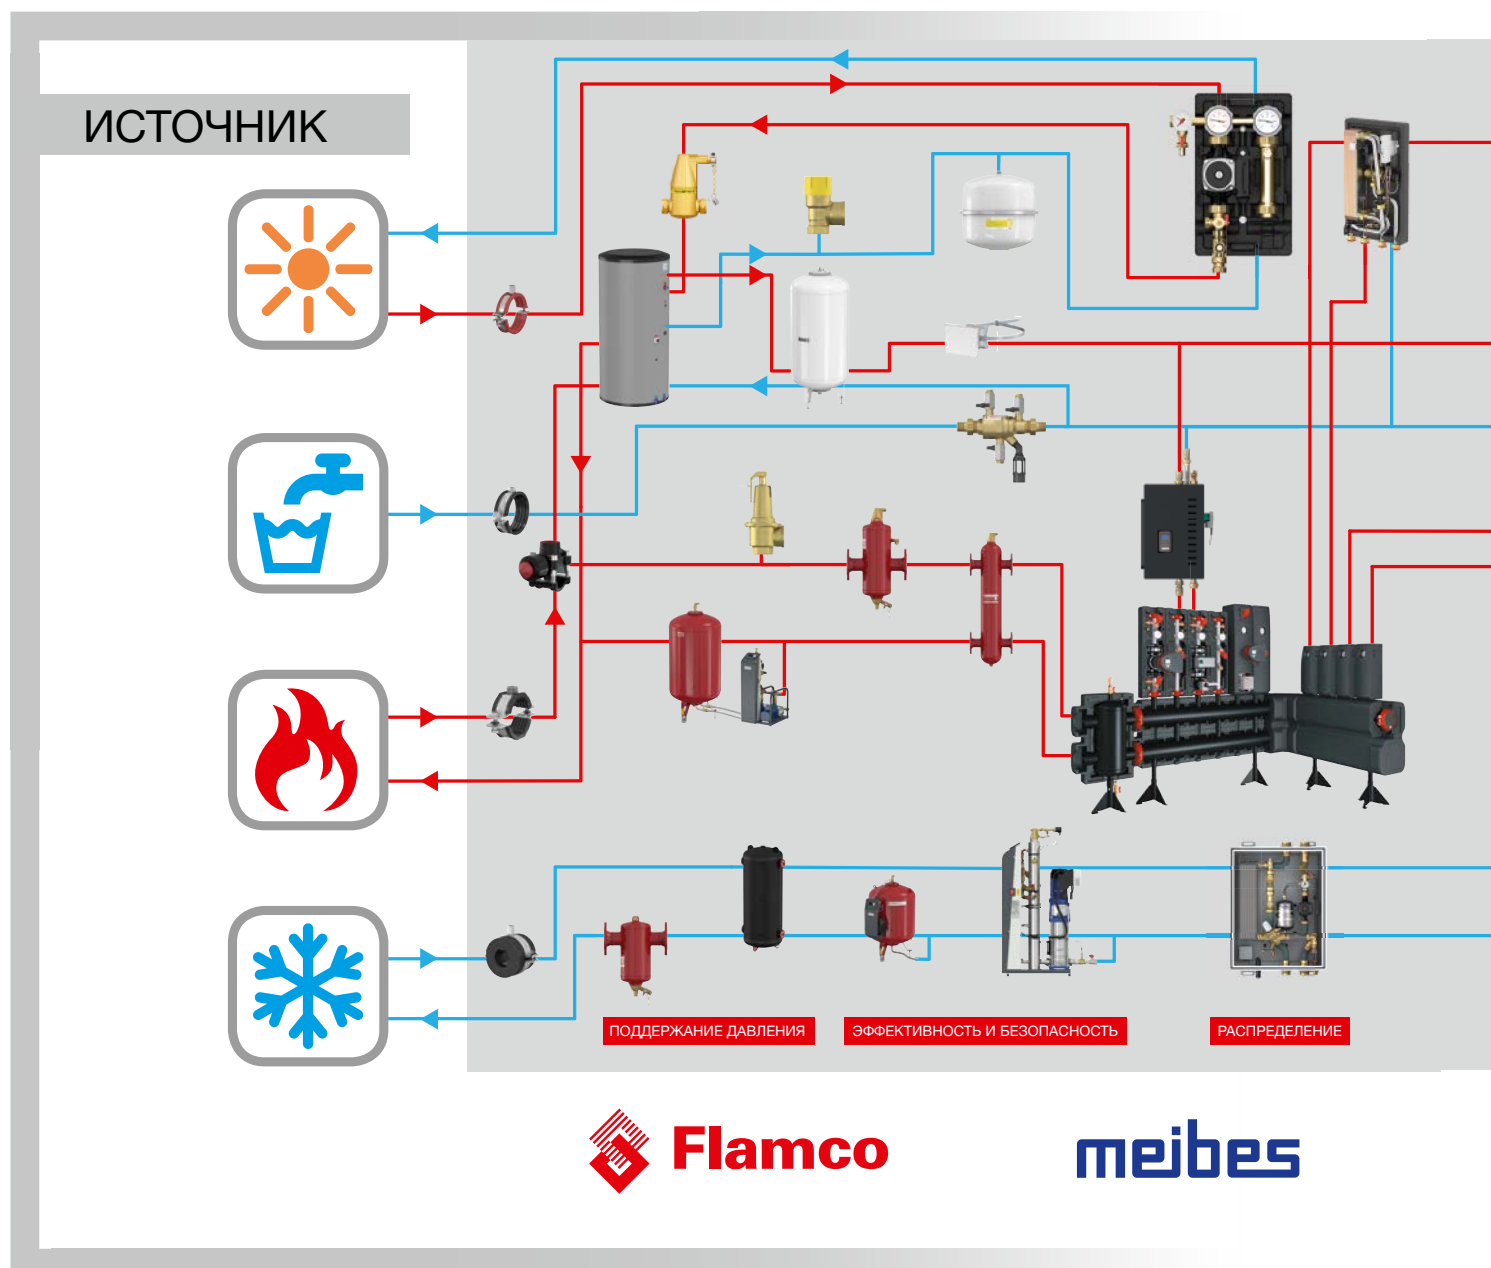 ИСТОЧНИК
ПОДДЕРЖАНИЕ ДАВЛЕНИЯ
ЭФФЕКТИВНОСТЬ И БЕЗОПАСНОСТЬ
РАСПРЕДЕЛЕНИЕ
Flamco
meibes